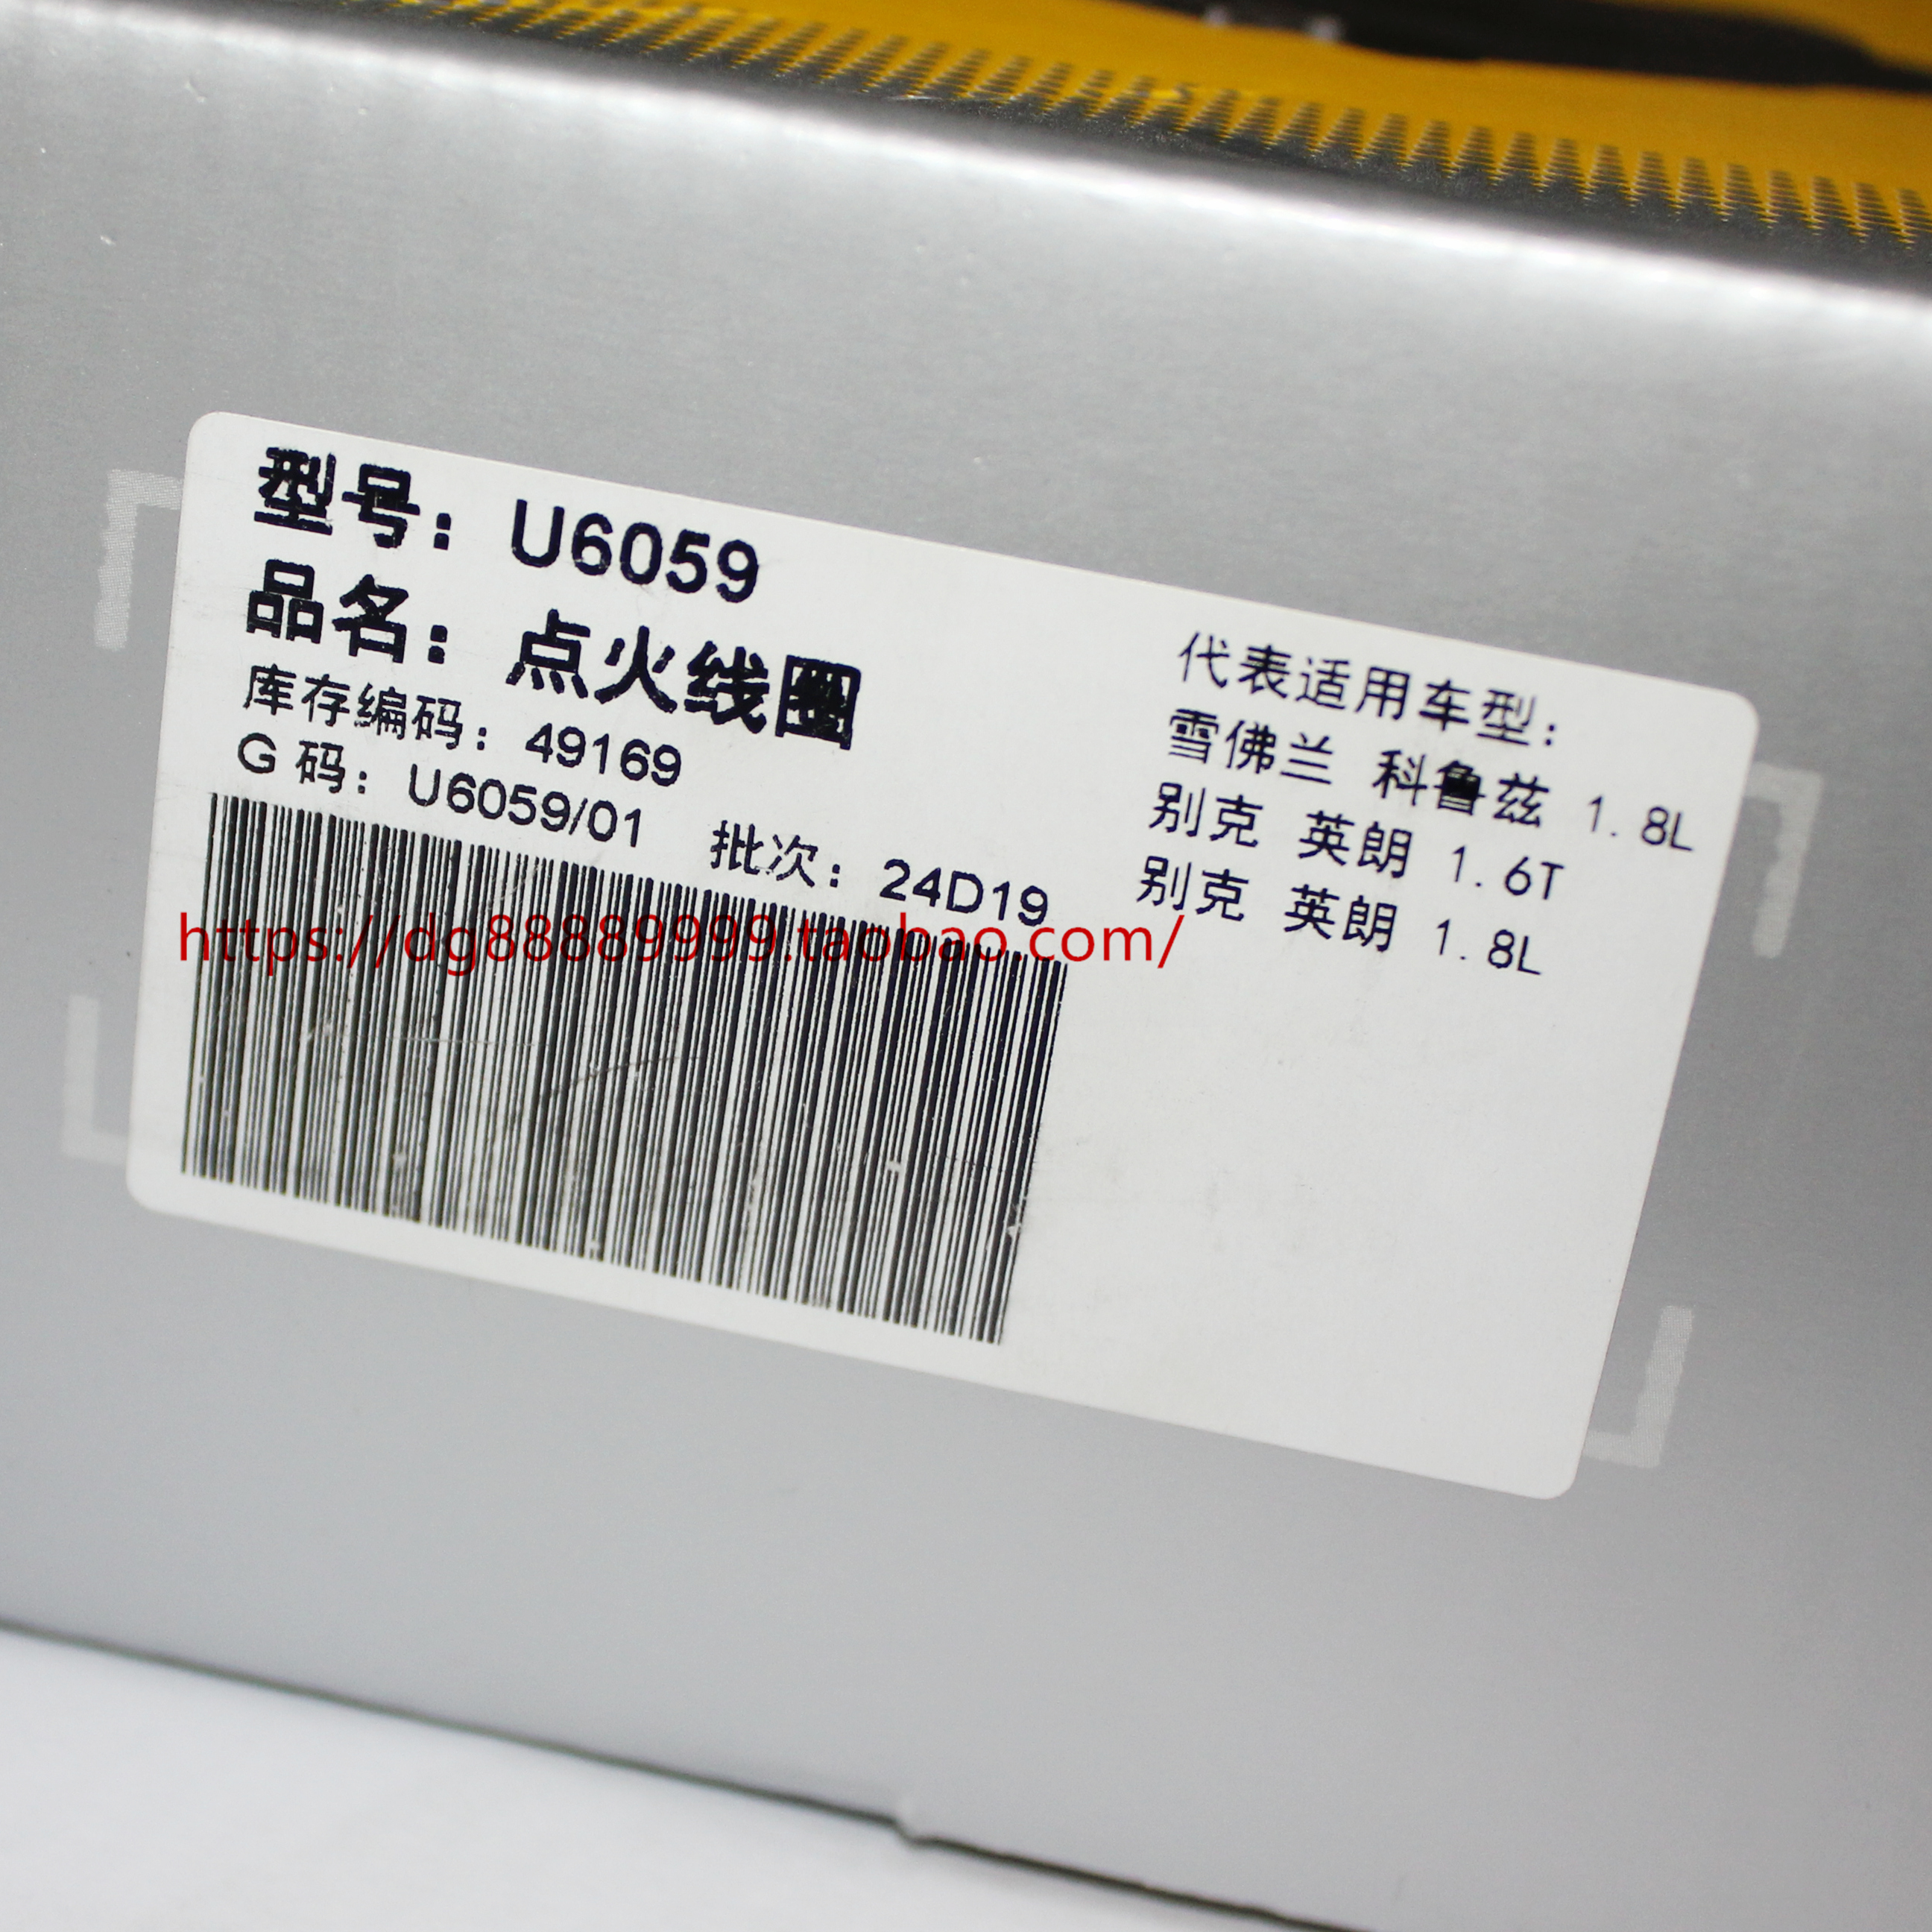 型号： U6059
品名： 点火线圈
库存编码： 49169
G 码： U6059/01 批次： 24D19
代表适用车型：
雪佛兰 科鲁兹 1.8L
别克 英朗 1.6T
别克 英朗 1.8L
https://dg88889999.taobao.com/